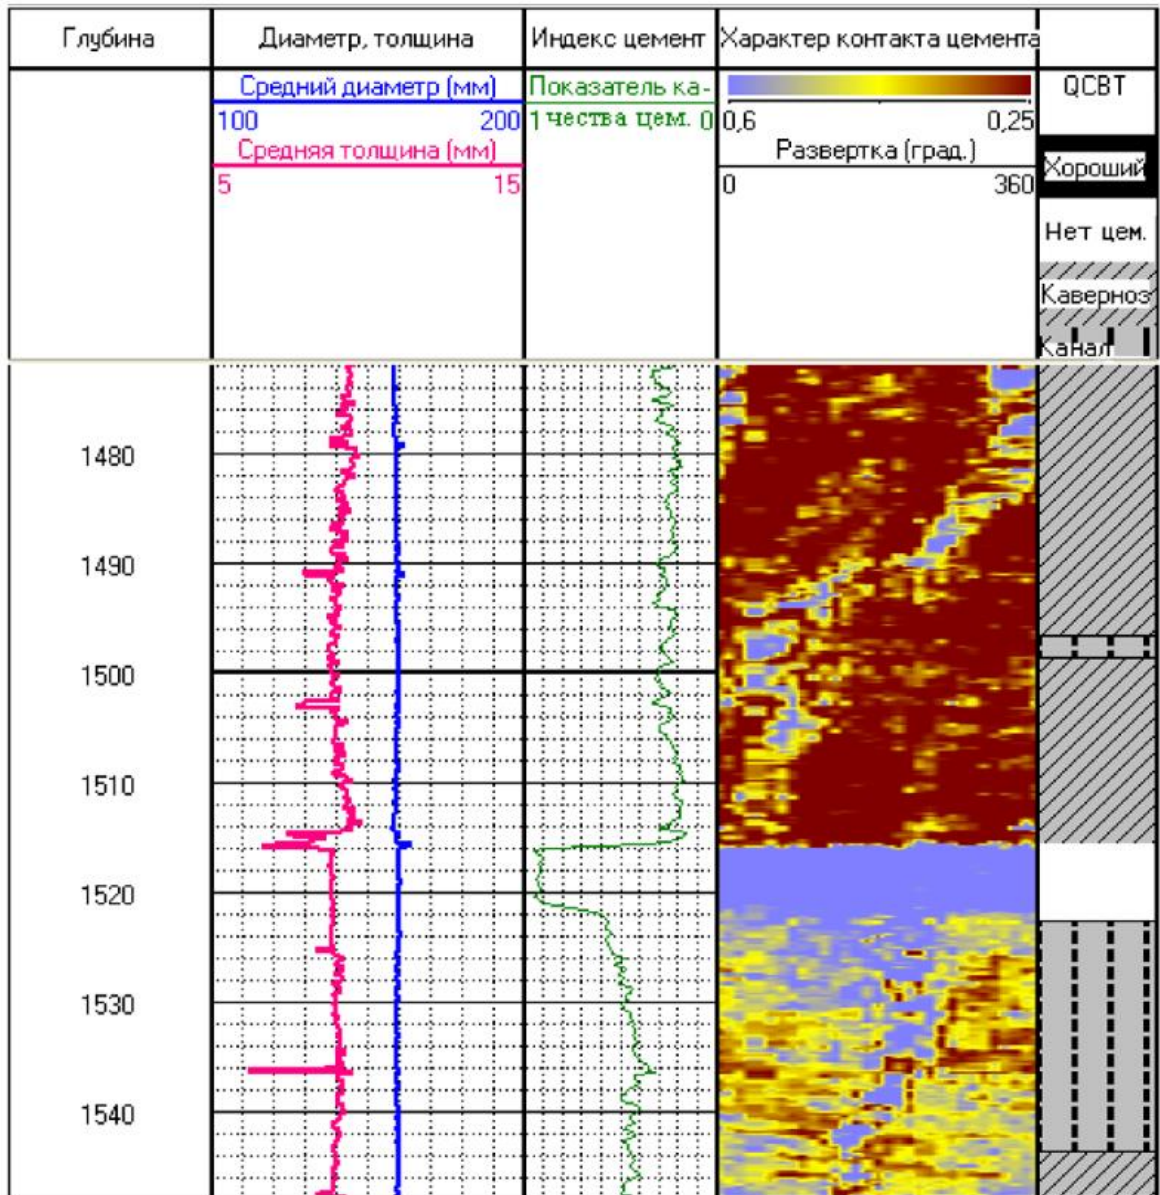 Глубина
Диаметр, толщина
Индекс цемент
Характер контакта цемента
Средний диаметр (мм)
100 200
Средняя толщина (мм)
5 15
Показатель ка-
1 чества цем. 0
0,6 0,25
Развертка (град.)
0 360
QCBT
Хороший
Нет цем.
Каверноз
Канал
1480
1490
1500
1510
1520
1530
1540